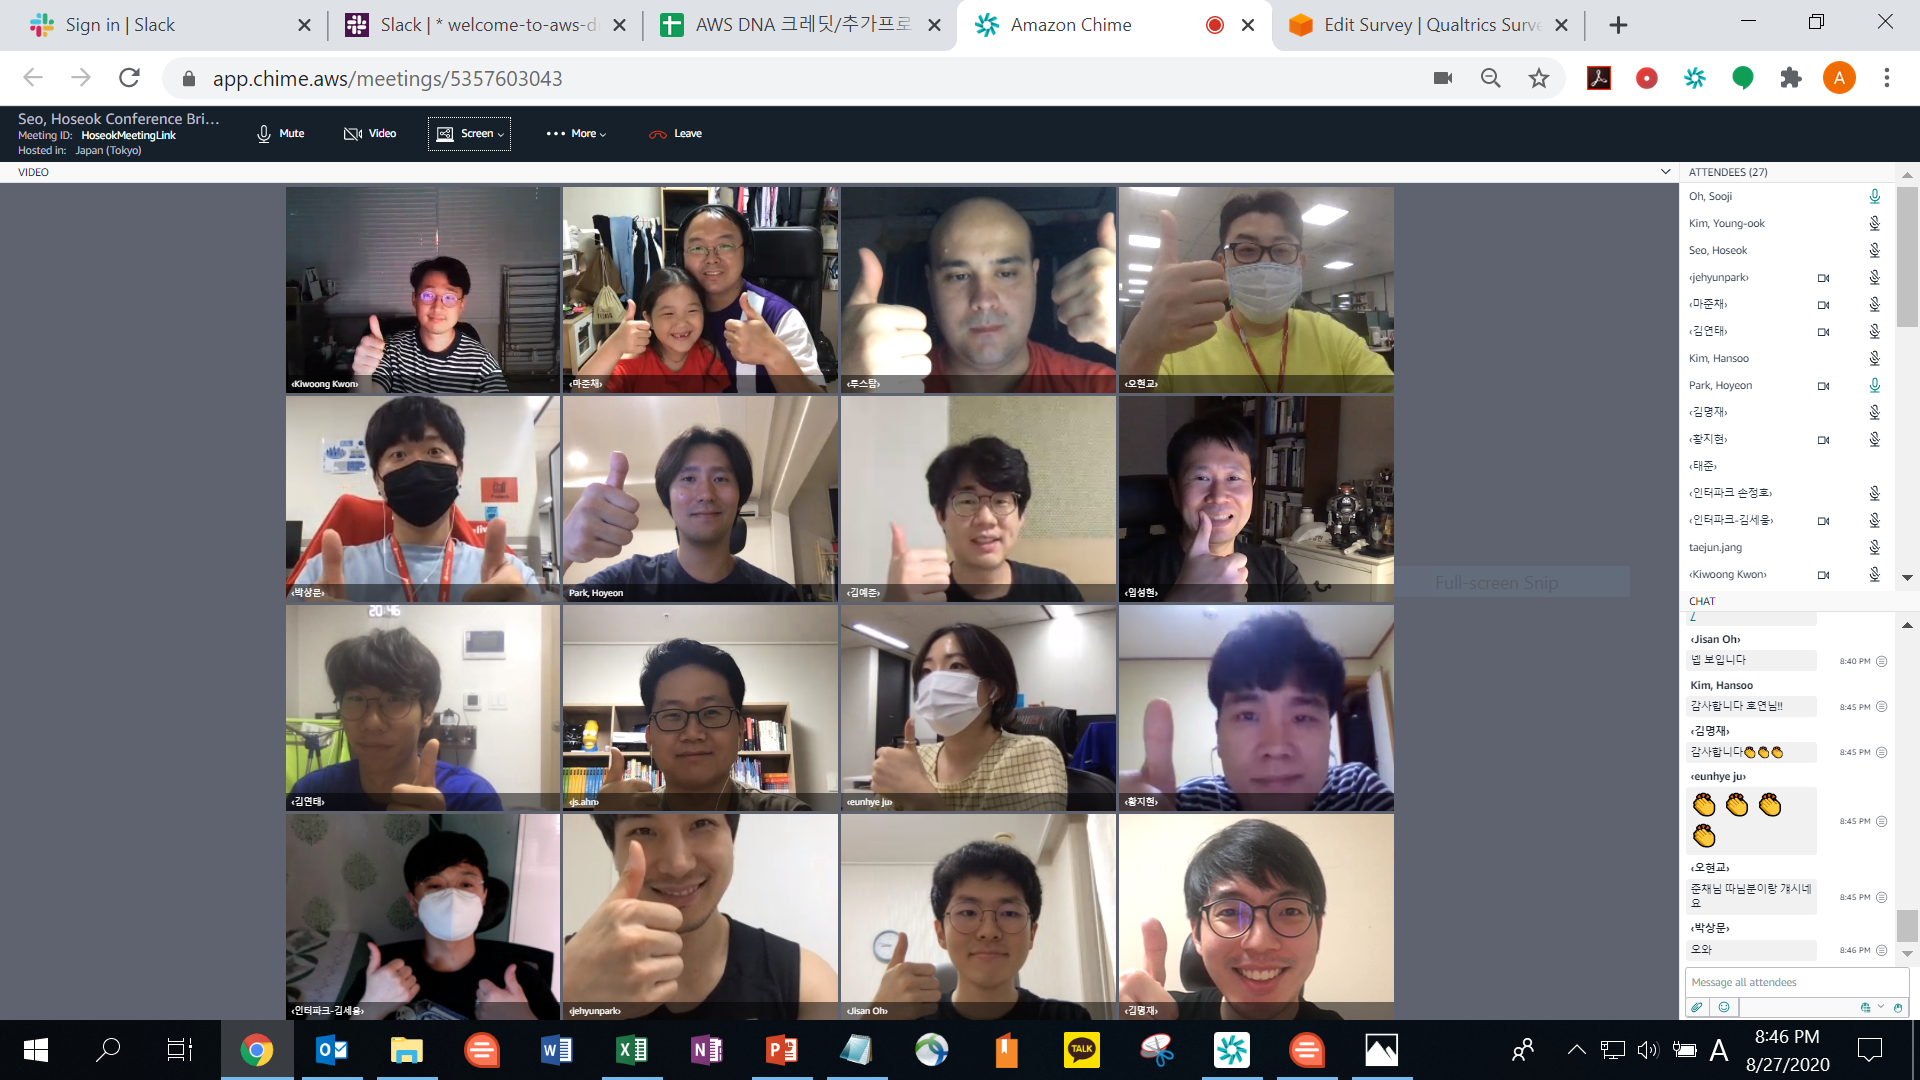 Sign in | Slack
Slack | * welcome-to-aws-d
AWS DNA 크레딧/추가프로
Amazon Chime
Edit Survey | Qualtrics Surve
app.chime.aws/meetings/5357603043
A
Seo, Hoseok Conference Bri...
Meeting ID: HoseokMeetingLink
Hosted in: Japan (Tokyo)
Mute
Video
Screen
More
Leave
VIDEO
‹Kiwoong Kwon›
‹마준채›
‹루스탐›
‹오현교›
‹박상문›
Park, Hoyeon
‹김예준›
‹임성현›
20:46
‹김연태›
‹js.ahn›
‹eunhye ju›
‹황지현›
‹인터파크-김세웅›
‹jehyunpark›
‹Jisan Oh›
‹김명재›
Full-screen Snip
ATTENDEES (27)
Oh, Sooji
Kim, Young-ook
Seo, Hoseok
‹jehyunpark›
‹마준채›
‹김연태›
Kim, Hansoo
Park, Hoyeon
‹김명재›
‹황지현›
‹태준›
‹인터파크 손정호›
‹인터파크-김세웅›
taejun.jang
‹Kiwoong Kwon›
CHAT
‹Jisan Oh›
넵 보입니다 8:40 PM
Kim, Hansoo
감사합니다 호연님!! 8:45 PM
‹김명재›
감사합니다👏👏👏 8:45 PM
‹eunhye ju›
👏 👏 👏
👏
8:45 PM
‹오현교›
준채님 따님분이랑 걔시네
요
8:45 PM
‹박상문›
오와 8:46 PM
Message all attendees
TALK
A
8:46 PM
8/27/2020